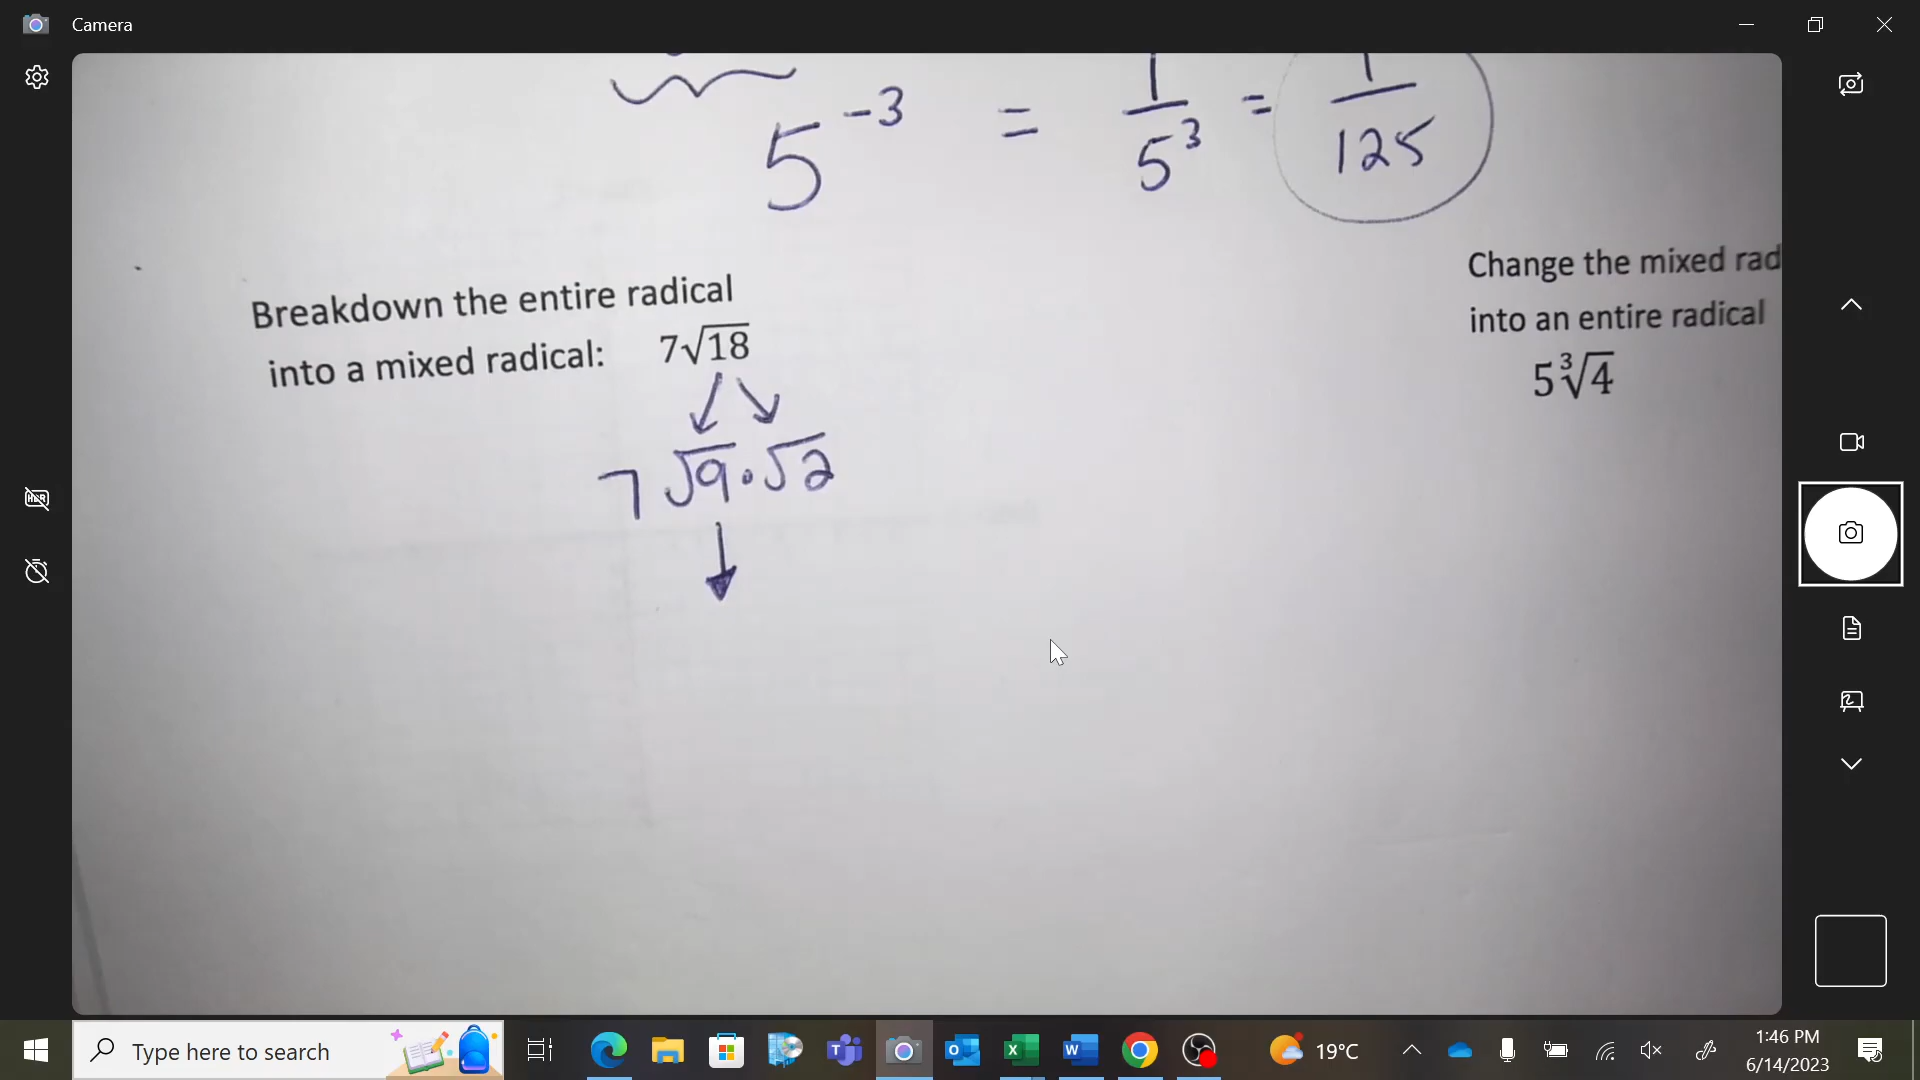 Camera
5^-3 = 1/5^3 = 1/125
Breakdown the entire radical
into a mixed radical: 7√18
7 √9 · √2
Change the mixed rad
into an entire radical
5∛4
HDR
Type here to search
19°C
1:46 PM
6/14/2023